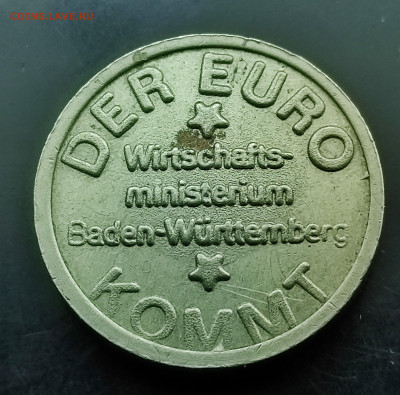 DER EURO
Wirtschafts-
ministerium
Baden-Württemberg
KOMMT